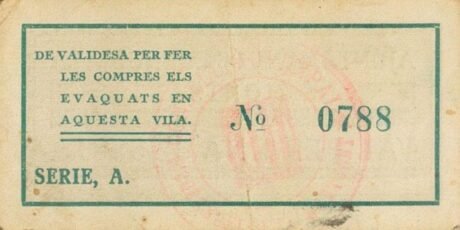 DE VALIDESA PER FER
LES COMPRES ELS
EVAQUATS EN
AQUESTA VILA.
Nº 0788
SERIE, A.